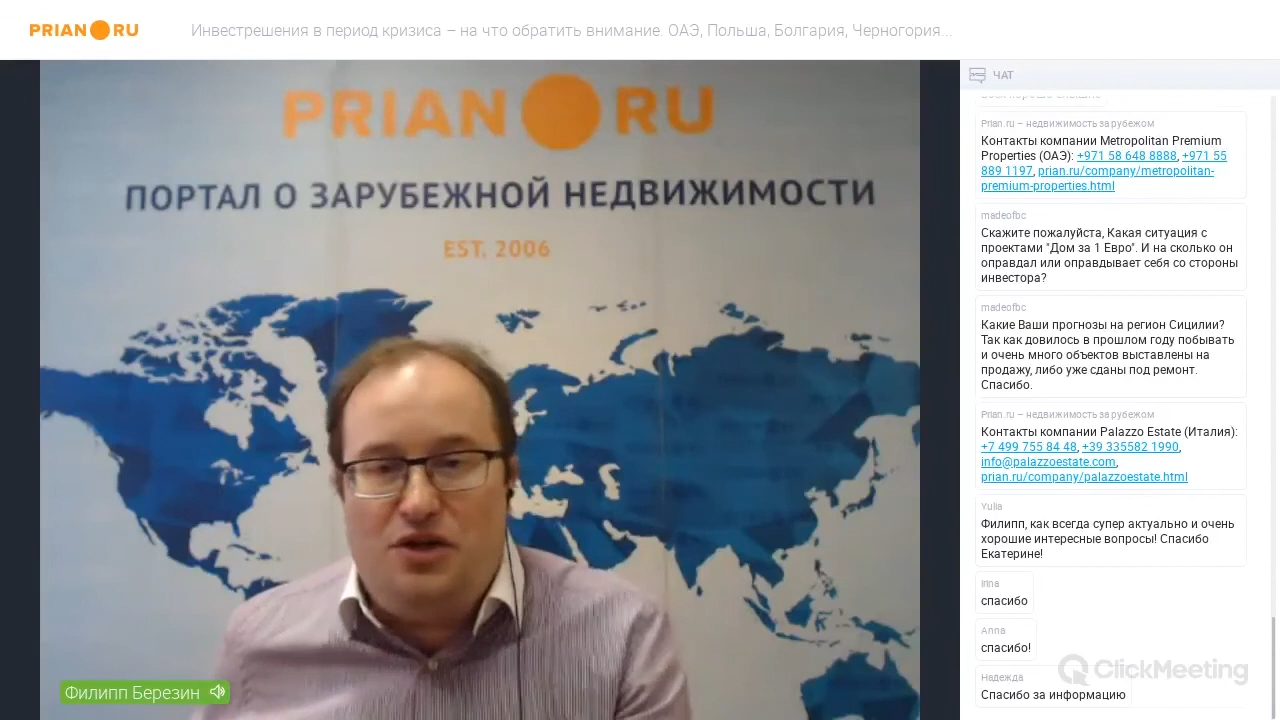 PRIAN RU
Инвестрешения в период кризиса – на что обратить внимание. ОАЭ, Польша, Болгария, Черногория...
PRIAN RU
ПОРТАЛ О ЗАРУБЕЖНОЙ НЕДВИЖИМОСТИ
EST. 2006
Филипп Березин
ЧАТ
Prian.ru – недвижимость за рубежом
Контакты компании Metropolitan Premium
Properties (ОАЭ): +971 58 648 8888, +971 55
889 1197, prian.ru/company/metropolitan-
premium-properties.html
madeofbc
Скажите пожалуйста, Какая ситуация с
проектами "Дом за 1 Евро". И на сколько он
оправдал или оправдывает себя со стороны
инвестора?
madeofbc
Какие Ваши прогнозы на регион Сицилии?
Так как довилось в прошлом году побывать
и очень много объектов выставлены на
продажу, либо уже сданы под ремонт.
Спасибо.
Prian.ru – недвижимость за рубежом
Контакты компании Palazzo Estate (Италия):
+7 499 755 84 48, +39 335582 1990,
info@palazzoestate.com,
prian.ru/company/palazzoestate.html
Yulia
Филипп, как всегда супер актуально и очень
хорошие интересные вопросы! Спасибо
Екатерине!
irina
спасибо
Anna
спасибо!
Надежда
Спасибо за информацию
ClickMeeting